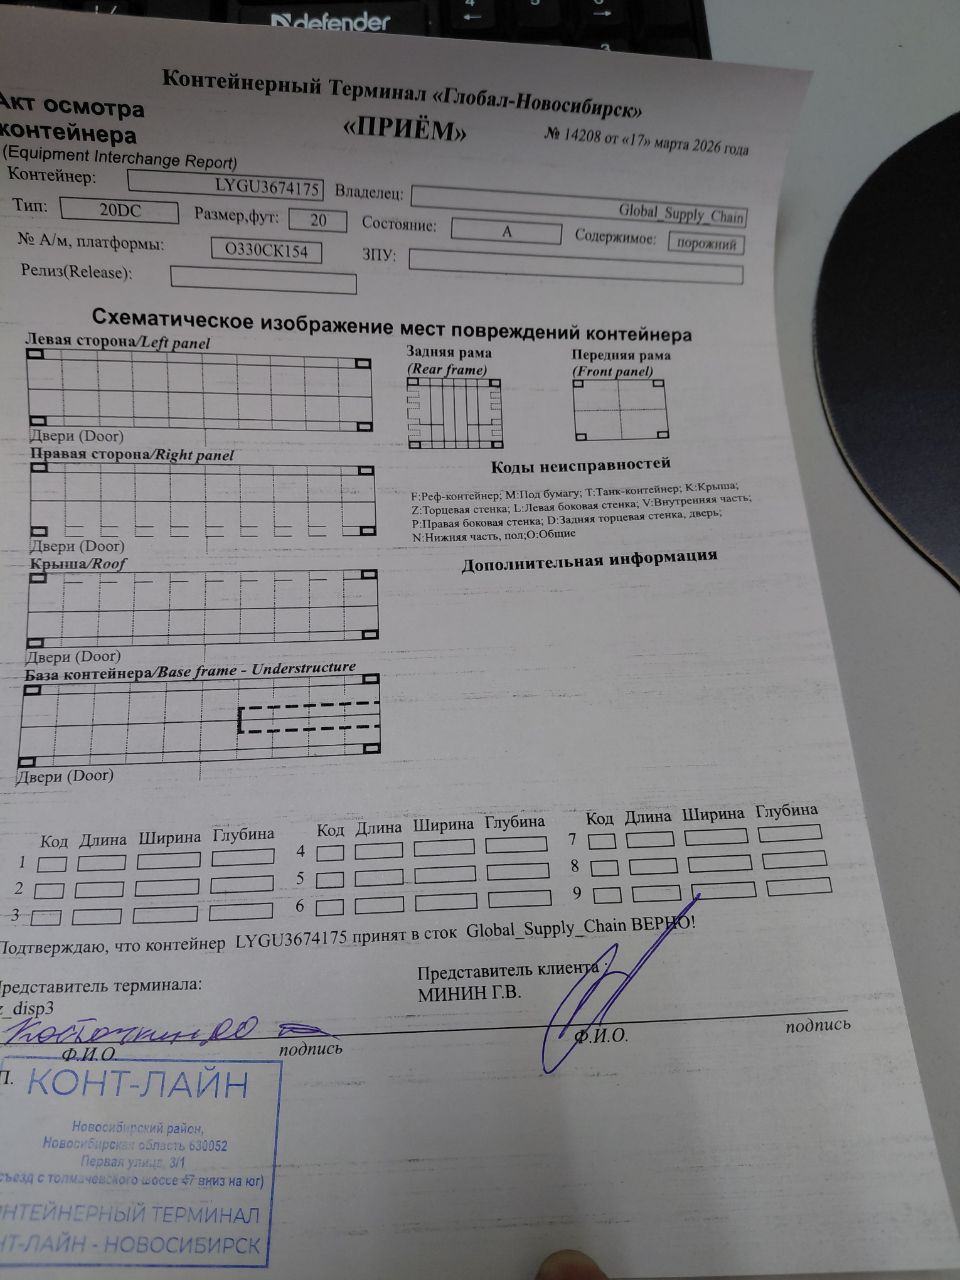 defender
Контейнерный Терминал «Глобал-Новосибирск»
Акт осмотра
контейнера
(Equipment Interchange Report)
«ПРИЁМ»
№ 14208 от «17» марта 2026 года
Контейнер: LYGU3674175 Владелец: Global_Supply_Chain
Тип: 20DC Размер,фут: 20 Состояние: A Содержимое: порожний
№ А/м, платформы: О330СК154 ЗПУ:
Релиз(Release):
Схематическое изображение мест повреждений контейнера
Левая сторона/Left panel
Задняя рама
(Rear frame)
Передняя рама
(Front panel)
Двери (Door)
Правая сторона/Right panel
Двери (Door)
Коды неисправностей
F:Реф-контейнер; M:Под бумагу; T:Танк-контейнер; K:Крыша;
Z:Торцевая стенка; L:Левая боковая стенка; V:Внутренняя часть;
P:Правая боковая стенка; D:Задняя торцевая стенка, дверь;
N:Нижняя часть, пол;O:Общие
Дополнительная информация
Крыша/Roof
Двери (Door)
База контейнера/Base frame - Understructure
Двери (Door)
Код Длина Ширина Глубина Код Длина Ширина Глубина Код Длина Ширина Глубина
1 4 7
2 5 8
3 6 9
Подтверждаю, что контейнер LYGU3674175 принят в сток Global_Supply_Chain ВЕРНО!
Представитель терминала:
z_disp3
Представитель клиента :
МИНИН Г.В.
Ф.И.О. подпись Ф.И.О. подпись
КОНТ-ЛАЙН
Новосибирский район,
Новосибирская область 630052
Первая улица, 3/1
съезд с толмачевского шоссе 47 вниз на юг)
КОНТЕЙНЕРНЫЙ ТЕРМИНАЛ
КОНТ-ЛАЙН - НОВОСИБИРСК